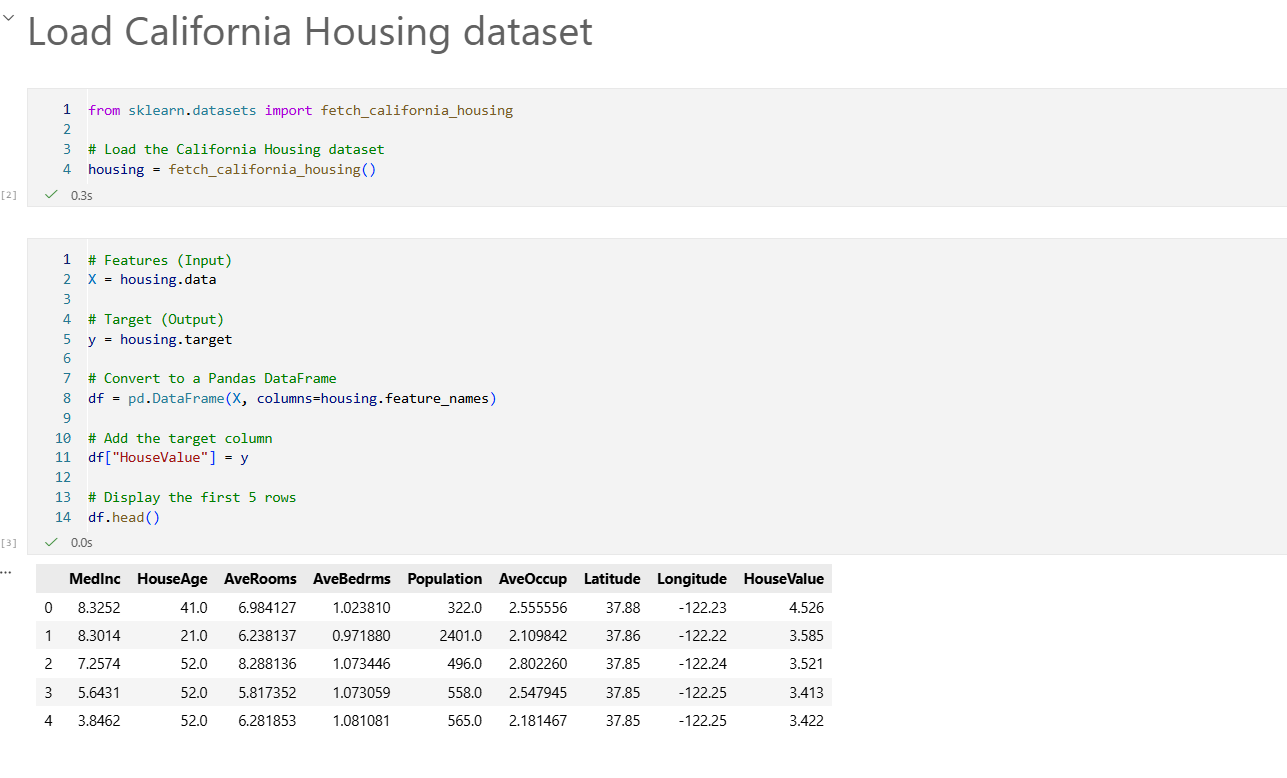 Load California Housing dataset
1 from sklearn.datasets import fetch_california_housing
2
3 # Load the California Housing dataset
4 housing = fetch_california_housing()
[2] ✓ 0.3s
1 # Features (Input)
2 X = housing.data
3
4 # Target (Output)
5 y = housing.target
6
7 # Convert to a Pandas DataFrame
8 df = pd.DataFrame(X, columns=housing.feature_names)
9
10 # Add the target column
11 df["HouseValue"] = y
12
13 # Display the first 5 rows
14 df.head()
[3] ✓ 0.0s
...
MedInc HouseAge AveRooms AveBedrms Population AveOccup Latitude Longitude HouseValue
0 8.3252 41.0 6.984127 1.023810 322.0 2.555556 37.88 -122.23 4.526
1 8.3014 21.0 6.238137 0.971880 2401.0 2.109842 37.86 -122.22 3.585
2 7.2574 52.0 8.288136 1.073446 496.0 2.802260 37.85 -122.24 3.521
3 5.6431 52.0 5.817352 1.073059 558.0 2.547945 37.85 -122.25 3.413
4 3.8462 52.0 6.281853 1.081081 565.0 2.181467 37.85 -122.25 3.422